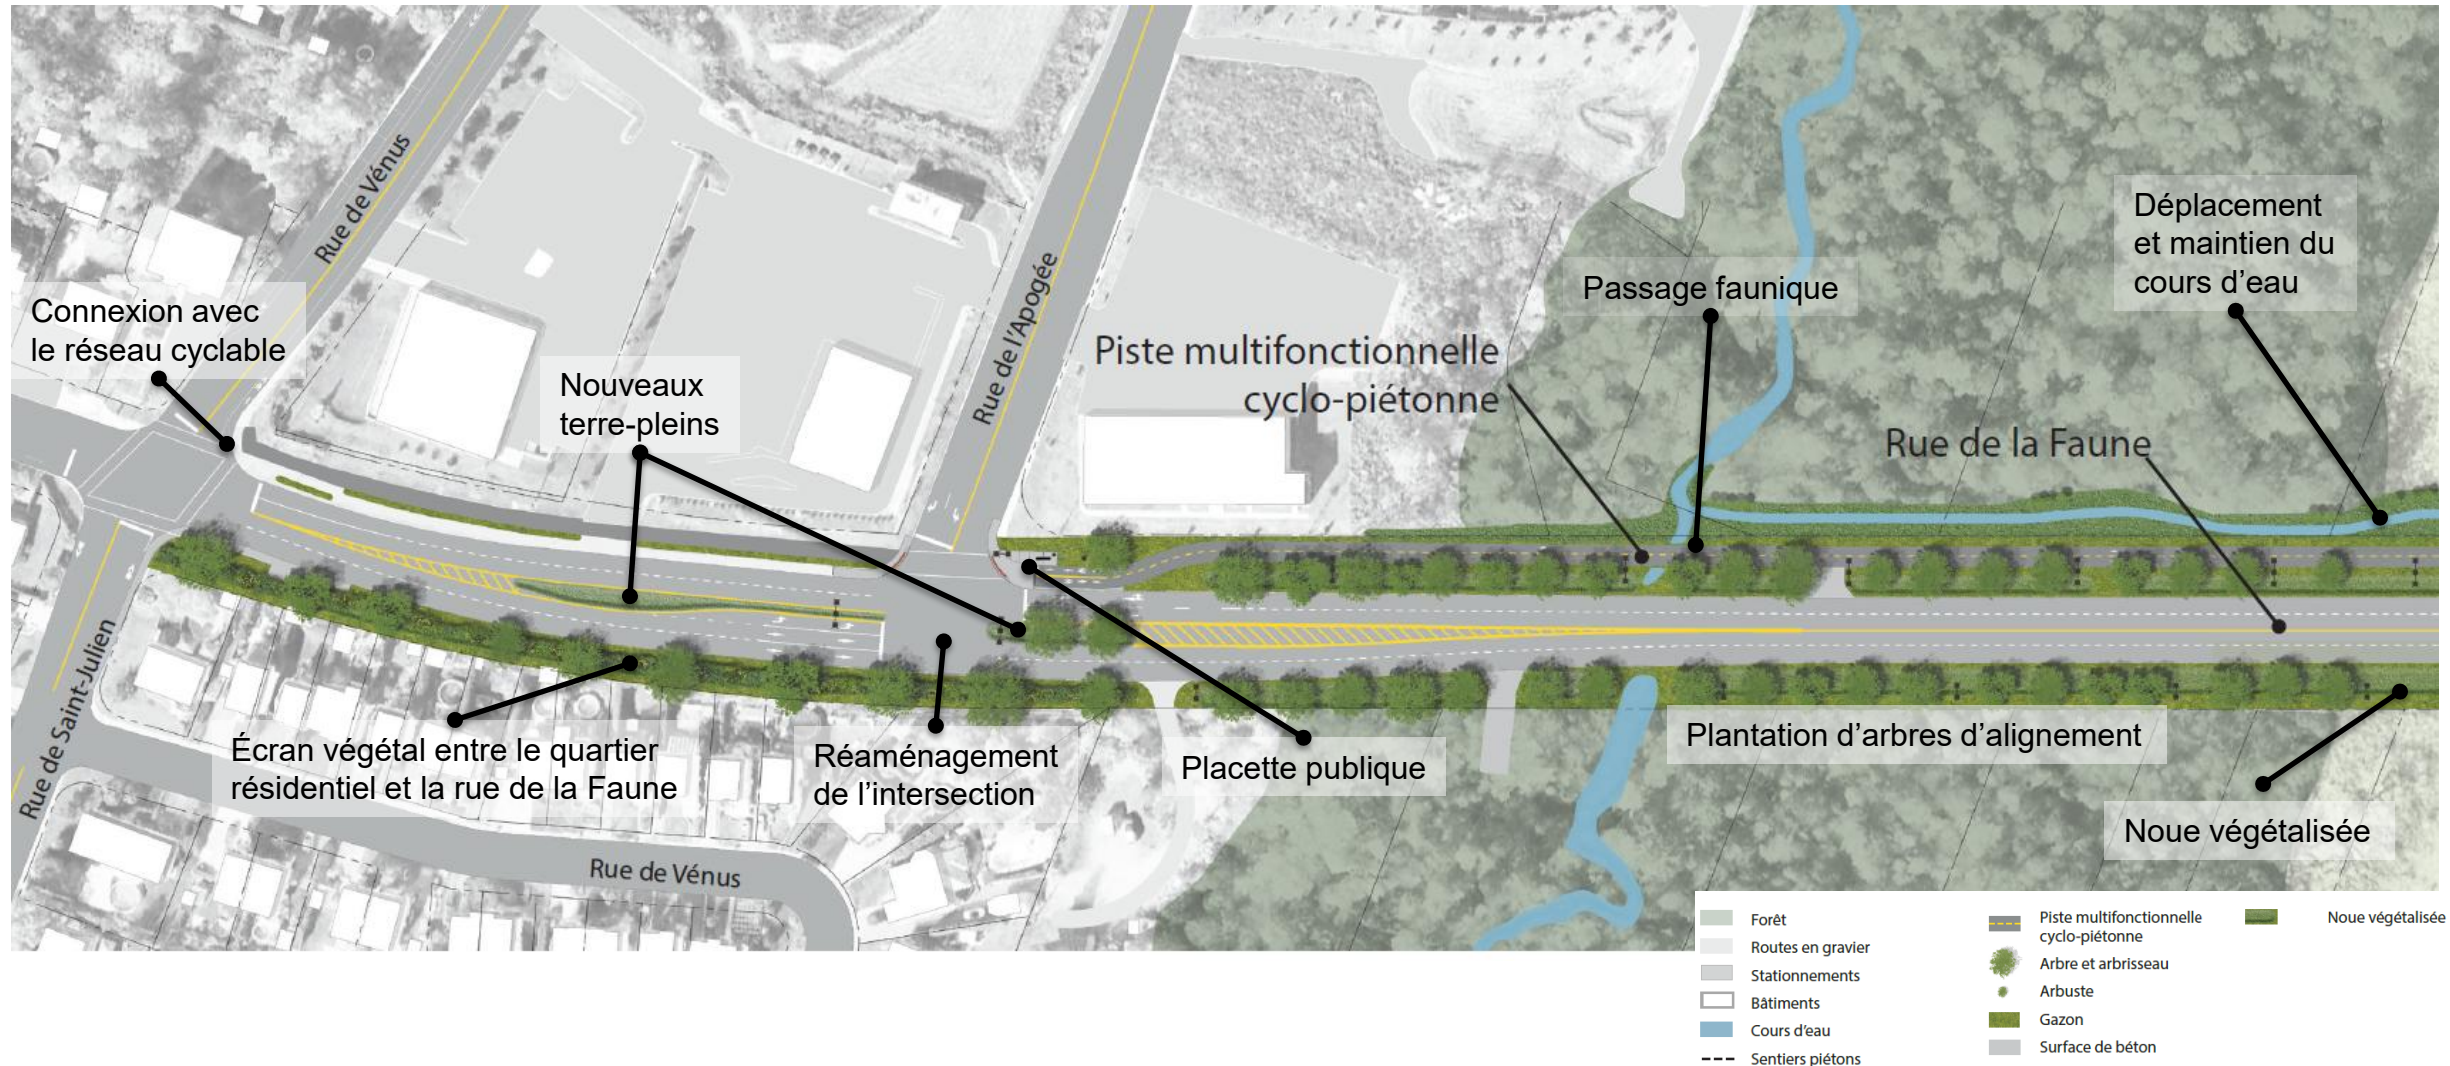 Rue de Vénus
Déplacement
et maintien du
cours d'eau
Passage faunique
Connexion avec
le réseau cyclable
Rue de l'Apogée
Piste multifonctionnelle
cyclo-piétonne
Nouveaux
terre-pleins
Rue de la Faune
Rue de Saint-Julien
Écran végétal entre le quartier
résidentiel et la rue de la Faune
Réaménagement
de l'intersection
Placette publique
Plantation d'arbres d'alignement
Noue végétalisée
Rue de Vénus
Forêt
Routes en gravier
Stationnements
Bâtiments
Cours d'eau
Sentiers piétons
Piste multifonctionnelle
cyclo-piétonne
Arbre et arbrisseau
Arbuste
Gazon
Surface de béton
Noue végétalisée